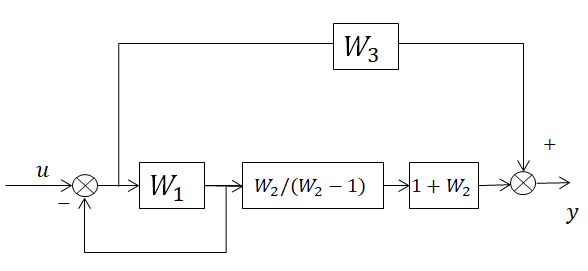 W₃
+
u
−
W₁
W₂/(W₂ − 1)
1 + W₂
y